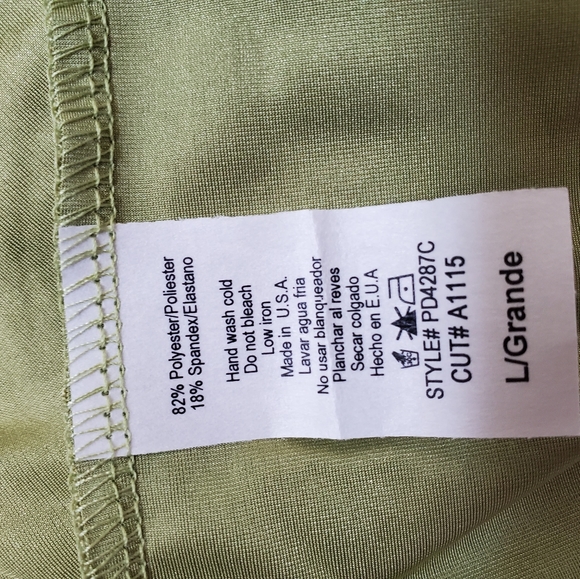 82% Polyester/Poliester
18% Spandex/Elastano
Hand wash cold
Do not bleach
Low iron
Made in U.S.A.
Lavar agua fria
No usar blanqueador
Planchar al reves
Secar colgado
Hecho en E.U.A
STYLE# PD4287C
CUT# A1115
L/Grande